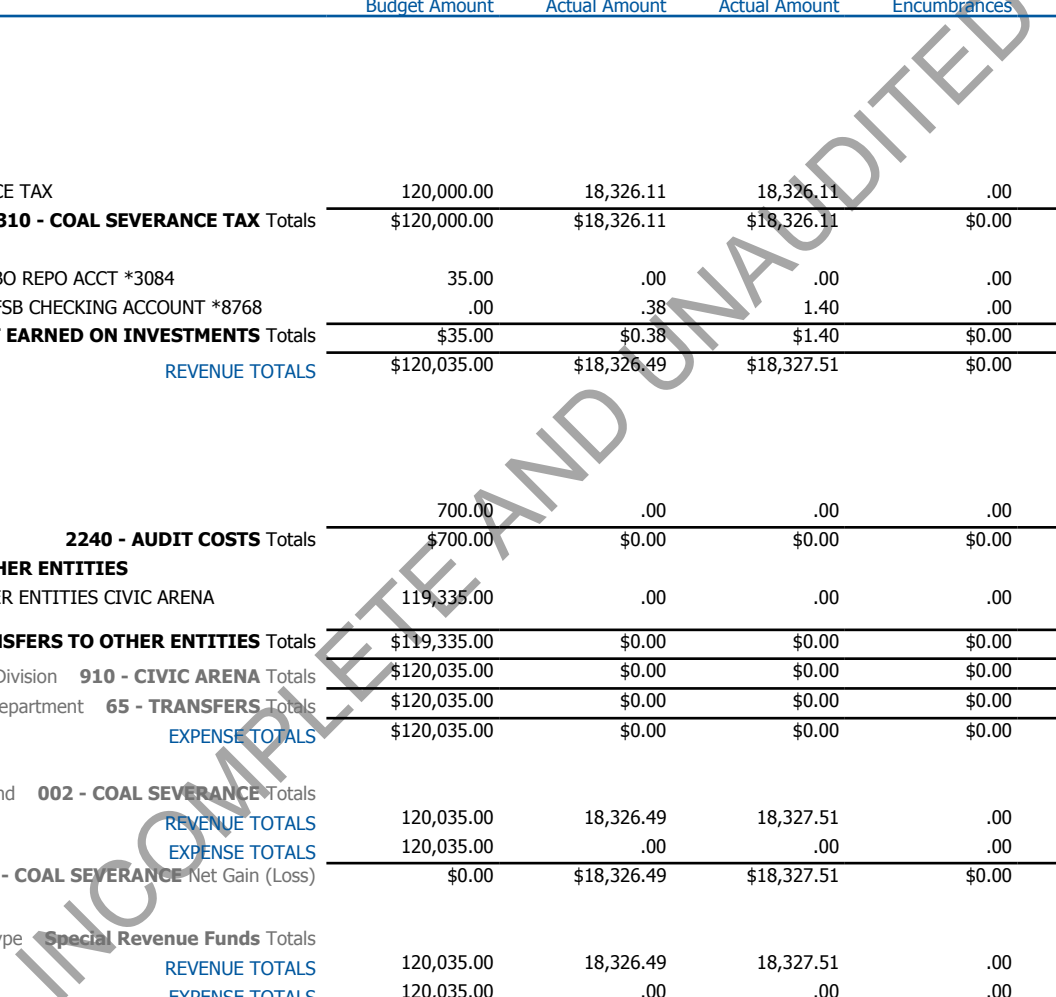 Budget Amount Actual Amount Actual Amount Encumbrances
CE TAX 120,000.00 18,326.11 18,326.11 .00
310 - COAL SEVERANCE TAX Totals $120,000.00 $18,326.11 $18,326.11 $0.00
BO REPO ACCT *3084 35.00 .00 .00 .00
FSB CHECKING ACCOUNT *8768 .00 .38 1.40 .00
EARNED ON INVESTMENTS Totals $35.00 $0.38 $1.40 $0.00
REVENUE TOTALS $120,035.00 $18,326.49 $18,327.51 $0.00
700.00 .00 .00 .00
2240 - AUDIT COSTS Totals $700.00 $0.00 $0.00 $0.00
HER ENTITIES
ER ENTITIES CIVIC ARENA 119,335.00 .00 .00 .00
NSFERS TO OTHER ENTITIES Totals $119,335.00 $0.00 $0.00 $0.00
Division 910 - CIVIC ARENA Totals $120,035.00 $0.00 $0.00 $0.00
epartment 65 - TRANSFERS Totals $120,035.00 $0.00 $0.00 $0.00
EXPENSE TOTALS $120,035.00 $0.00 $0.00 $0.00
nd 002 - COAL SEVERANCE Totals
REVENUE TOTALS 120,035.00 18,326.49 18,327.51 .00
EXPENSE TOTALS 120,035.00 .00 .00 .00
- COAL SEVERANCE Net Gain (Loss) $0.00 $18,326.49 $18,327.51 $0.00
ype Special Revenue Funds Totals
REVENUE TOTALS 120,035.00 18,326.49 18,327.51 .00
EXPENSE TOTALS 120,035.00 .00 .00 .00
INCOMPLETE AND UNAUDITED